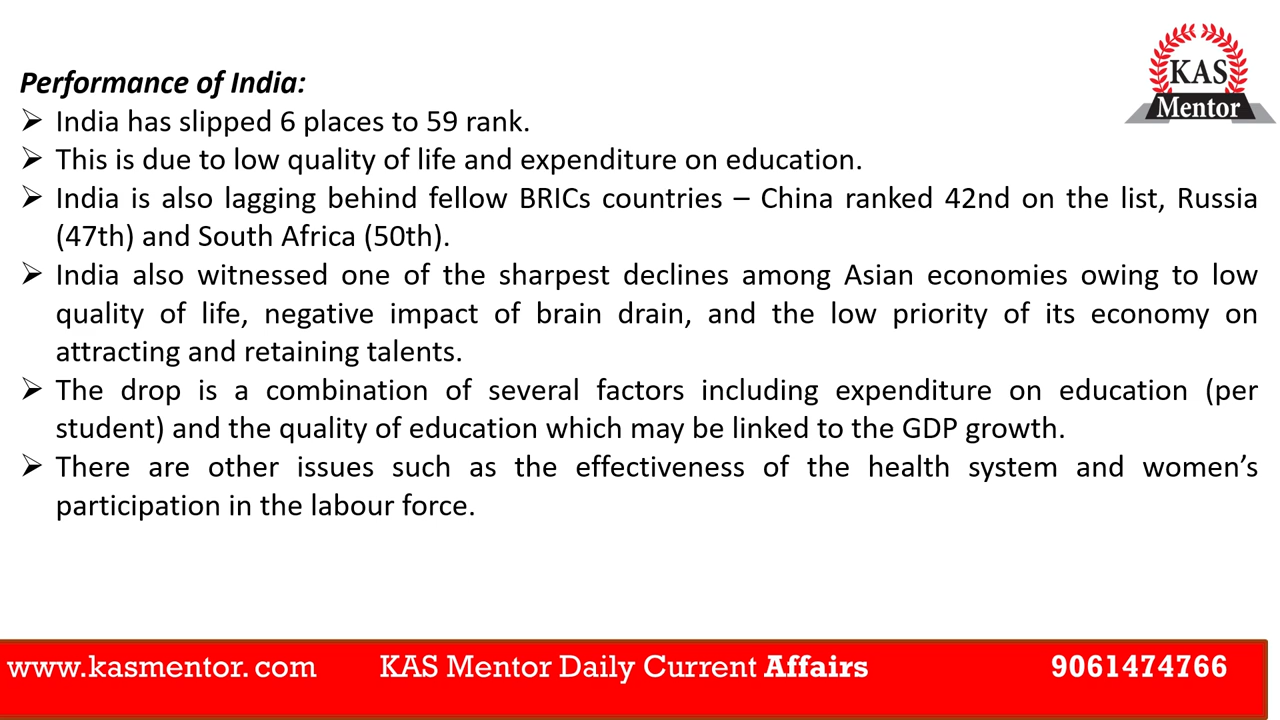 KAS
Mentor
Performance of India:
➢ India has slipped 6 places to 59 rank.
➢ This is due to low quality of life and expenditure on education.
➢ India is also lagging behind fellow BRICs countries – China ranked 42nd on the list, Russia
(47th) and South Africa (50th).
➢ India also witnessed one of the sharpest declines among Asian economies owing to low
quality of life, negative impact of brain drain, and the low priority of its economy on
attracting and retaining talents.
➢ The drop is a combination of several factors including expenditure on education (per
student) and the quality of education which may be linked to the GDP growth.
➢ There are other issues such as the effectiveness of the health system and women’s
participation in the labour force.
www.kasmentor. com KAS Mentor Daily Current Affairs 9061474766